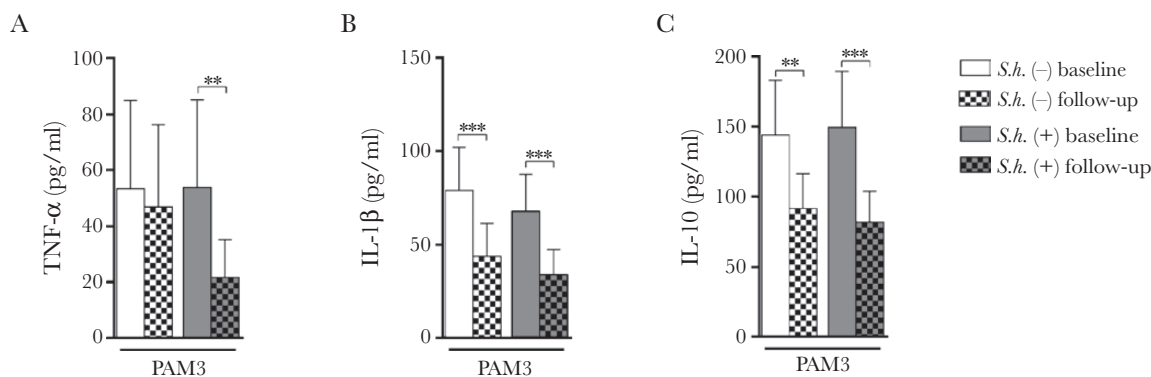 A
TNF-α (pg/ml)
100
80
60
40
20
0
**
PAM3
B
IL-1β (pg/ml)
150
100
50
0
***
***
PAM3
C
IL-10 (pg/ml)
200
150
100
50
0
**
***
PAM3
S.h. (–) baseline
S.h. (–) follow-up
S.h. (+) baseline
S.h. (+) follow-up